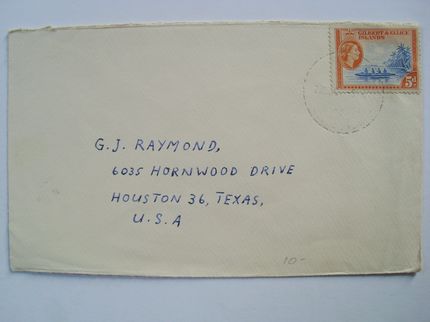 GILBERT & ELLICE
ISLANDS
5d
G.J. RAYMOND,
6035 HORNWOOD DRIVE
HOUSTON 36, TEXAS,
U.S.A
10-